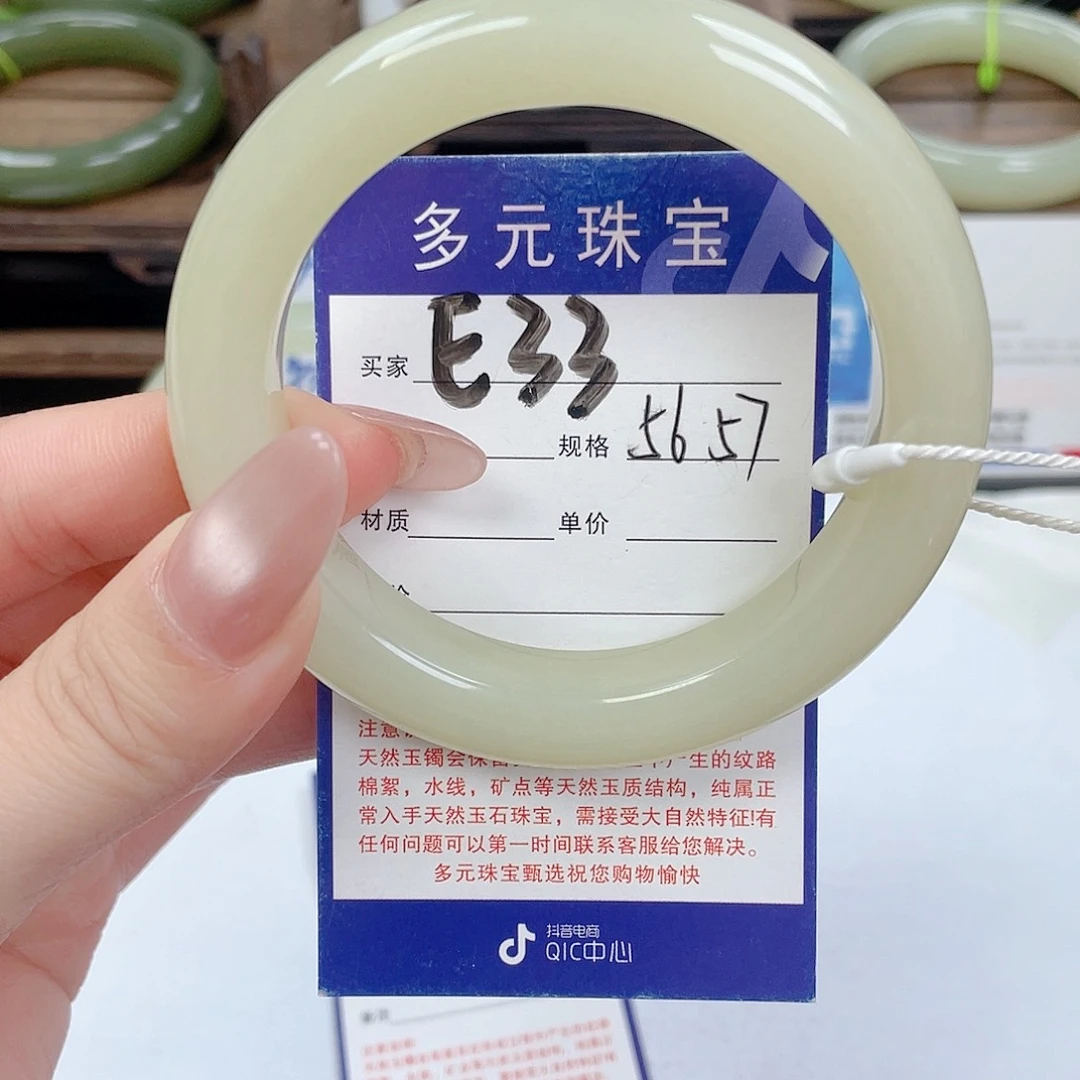 多元珠宝
买家 E33
规格 56 57
材质 单价
注意
天然玉镯会保留产生的纹路
棉絮，水线，矿点等天然玉质结构，纯属正
常入手天然玉石珠宝，需接受大自然特征!有
任何问题可以第一时间联系客服给您解决。
多元珠宝甄选祝您购物愉快
抖音电商
QIC中心